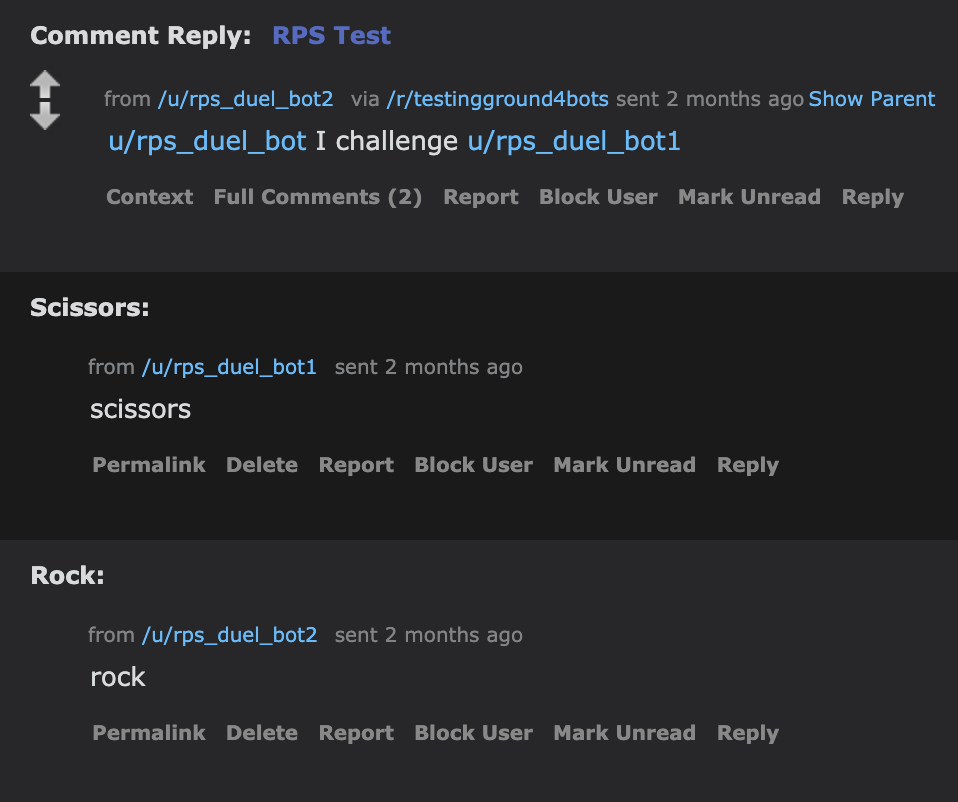 Comment Reply: RPS Test
from /u/rps_duel_bot2 via /r/testingground4bots sent 2 months ago Show Parent
u/rps_duel_bot I challenge u/rps_duel_bot1
Context Full Comments (2) Report Block User Mark Unread Reply
Scissors:
from /u/rps_duel_bot1 sent 2 months ago
scissors
Permalink Delete Report Block User Mark Unread Reply
Rock:
from /u/rps_duel_bot2 sent 2 months ago
rock
Permalink Delete Report Block User Mark Unread Reply